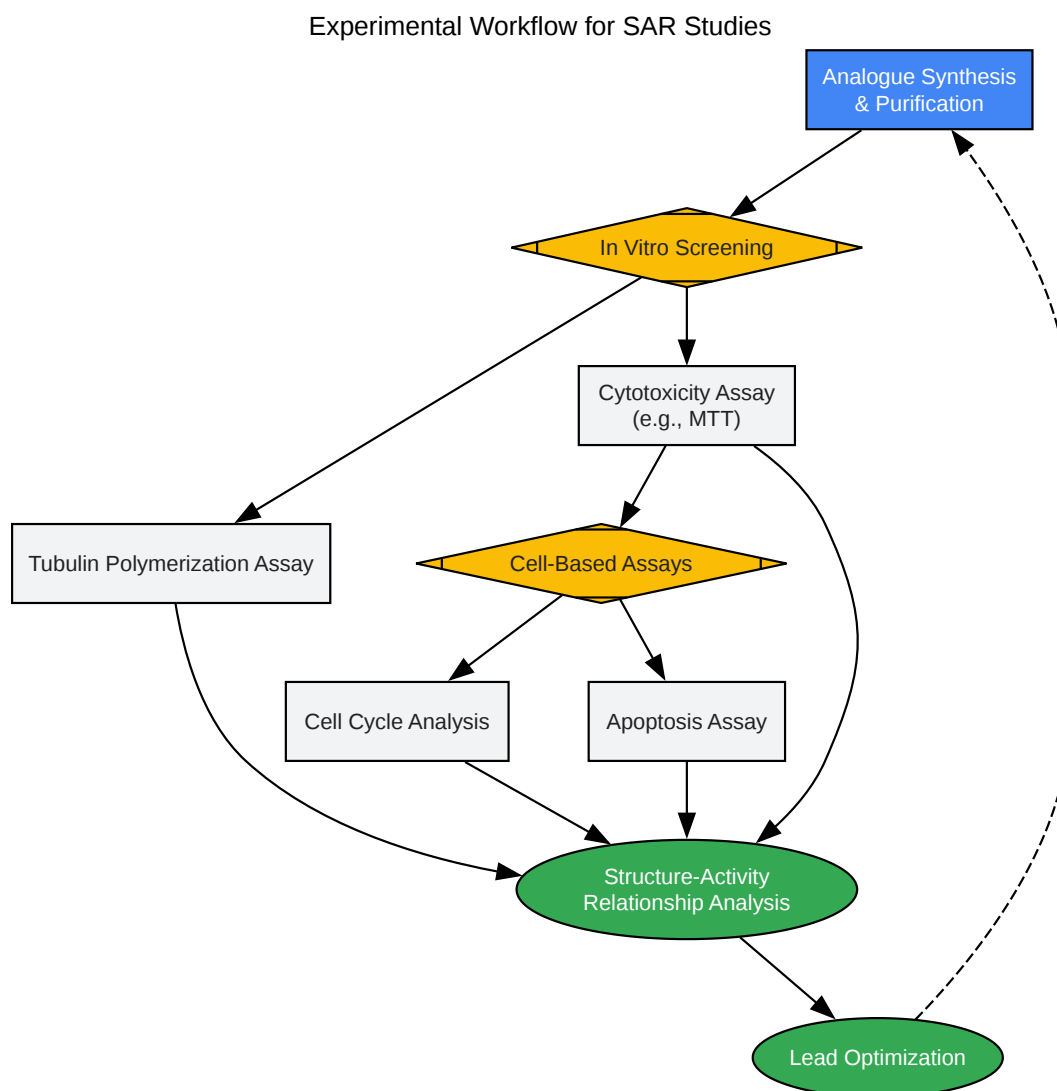 Experimental Workflow for SAR Studies
Analogue Synthesis
& Purification
In Vitro Screening
Cytotoxicity Assay
(e.g., MTT)
Tubulin Polymerization Assay
Cell-Based Assays
Cell Cycle Analysis
Apoptosis Assay
Structure-Activity
Relationship Analysis
Lead Optimization